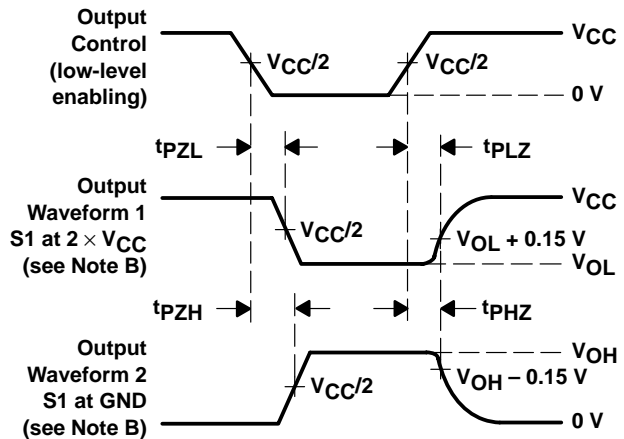 Output
Control
(low-level
enabling)
VCC
VCC/2
VCC/2
0 V
tPZL
tPLZ
Output
Waveform 1
S1 at 2 × VCC
(see Note B)
VCC
VCC/2
VOL + 0.15 V
VOL
tPZH
tPHZ
Output
Waveform 2
S1 at GND
(see Note B)
VOH
VCC/2
VOH − 0.15 V
0 V